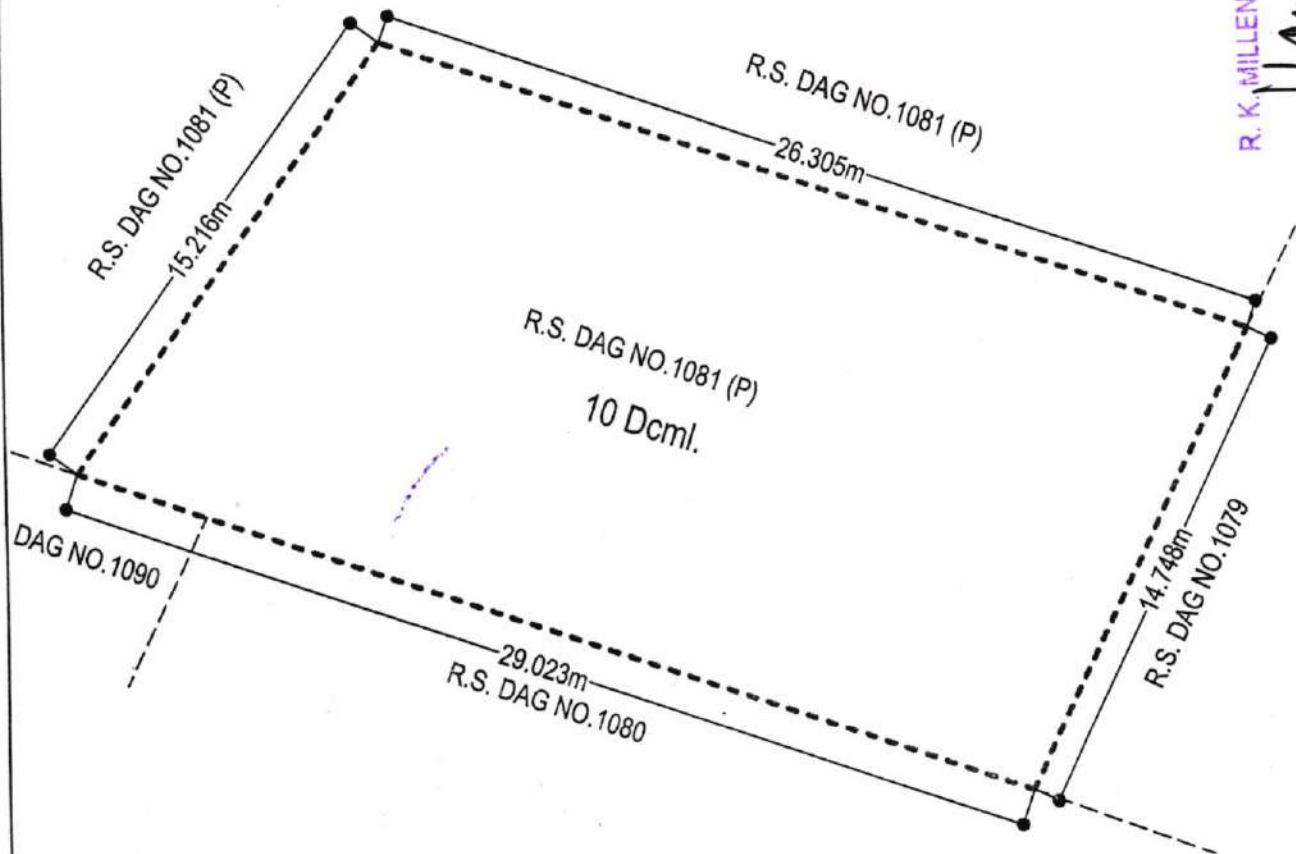 R. K. MILLEN
R.S. DAG NO.1081 (P)
26.305m
R.S. DAG NO.1081 (P)
15.216m
R.S. DAG NO.1081 (P)
10 Dcml.
14.748m
R.S. DAG NO.1079
DAG NO.1090
29.023m
R.S. DAG NO.1080